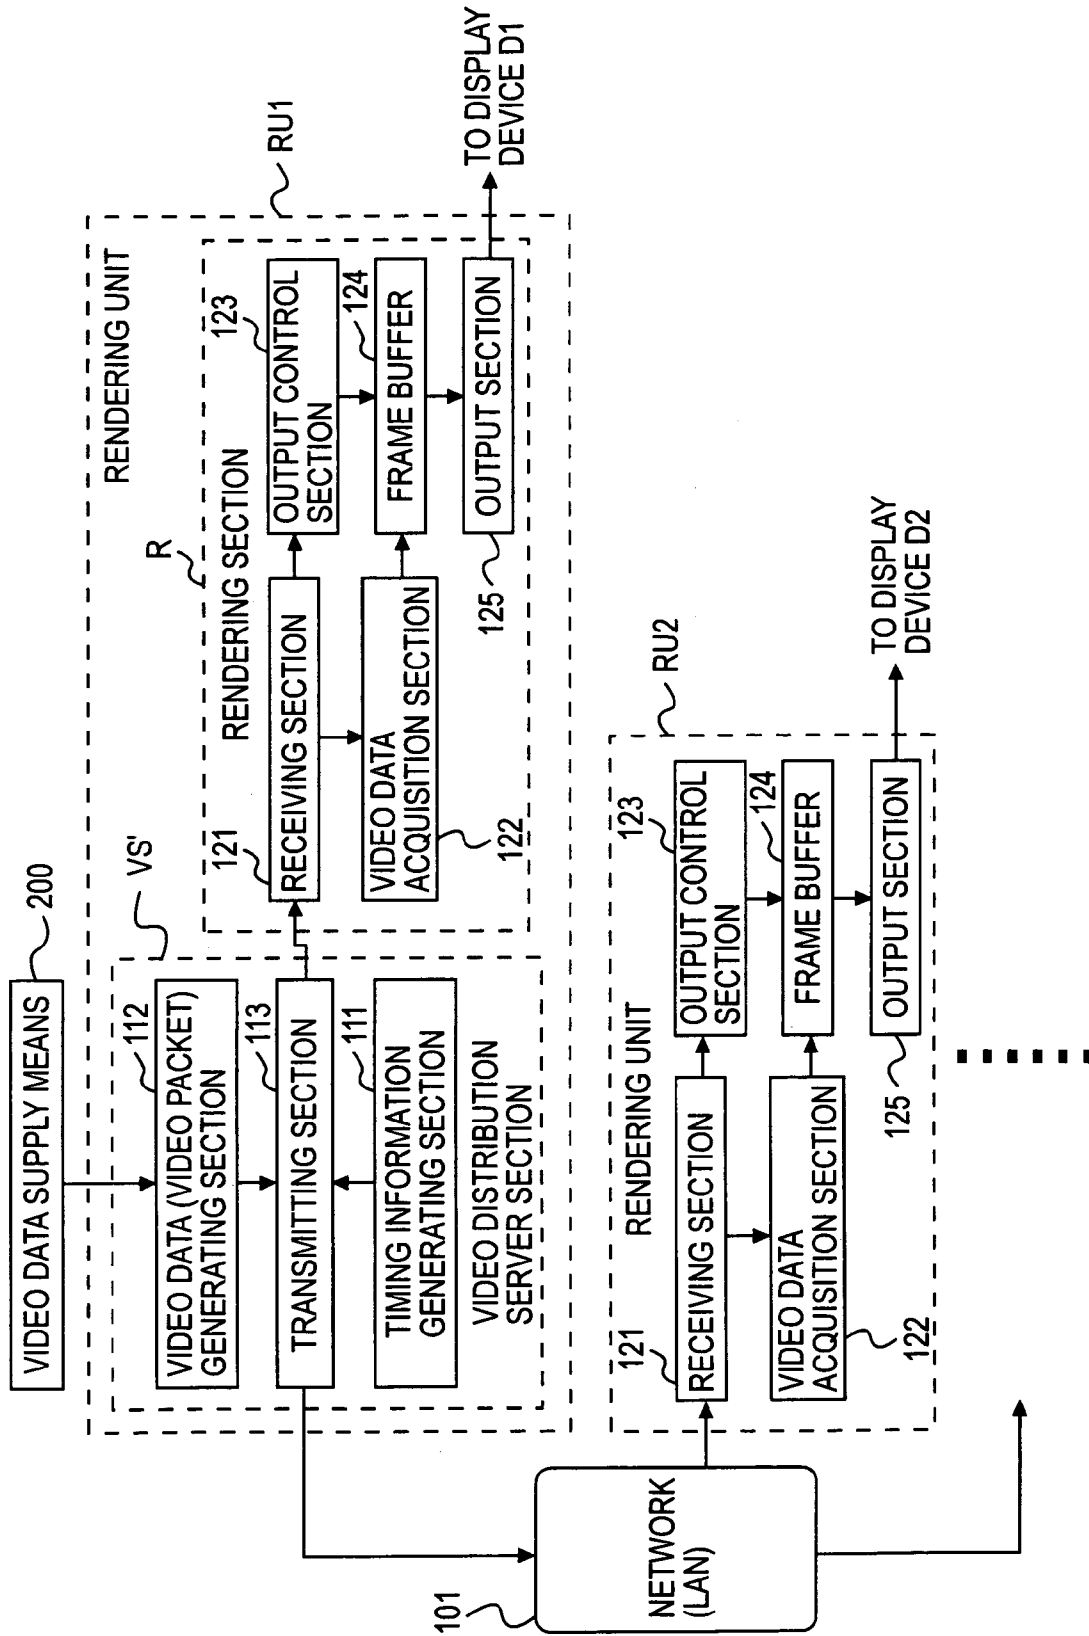 VIDEO DATA SUPPLY MEANS
200
RENDERING UNIT
RU1
VS'
VIDEO DATA (VIDEO PACKET)
GENERATING SECTION
112
TRANSMITTING SECTION
113
TIMING INFORMATION
GENERATING SECTION
111
VIDEO DISTRIBUTION
SERVER SECTION
R
RENDERING SECTION
121
RECEIVING SECTION
VIDEO DATA
ACQUISITION SECTION
122
123
OUTPUT CONTROL
SECTION
124
FRAME BUFFER
OUTPUT SECTION
125
TO DISPLAY
DEVICE D1
101
NETWORK
(LAN)
RENDERING UNIT
RU2
121
RECEIVING SECTION
VIDEO DATA
ACQUISITION SECTION
122
123
OUTPUT CONTROL
SECTION
124
FRAME BUFFER
OUTPUT SECTION
125
TO DISPLAY
DEVICE D2